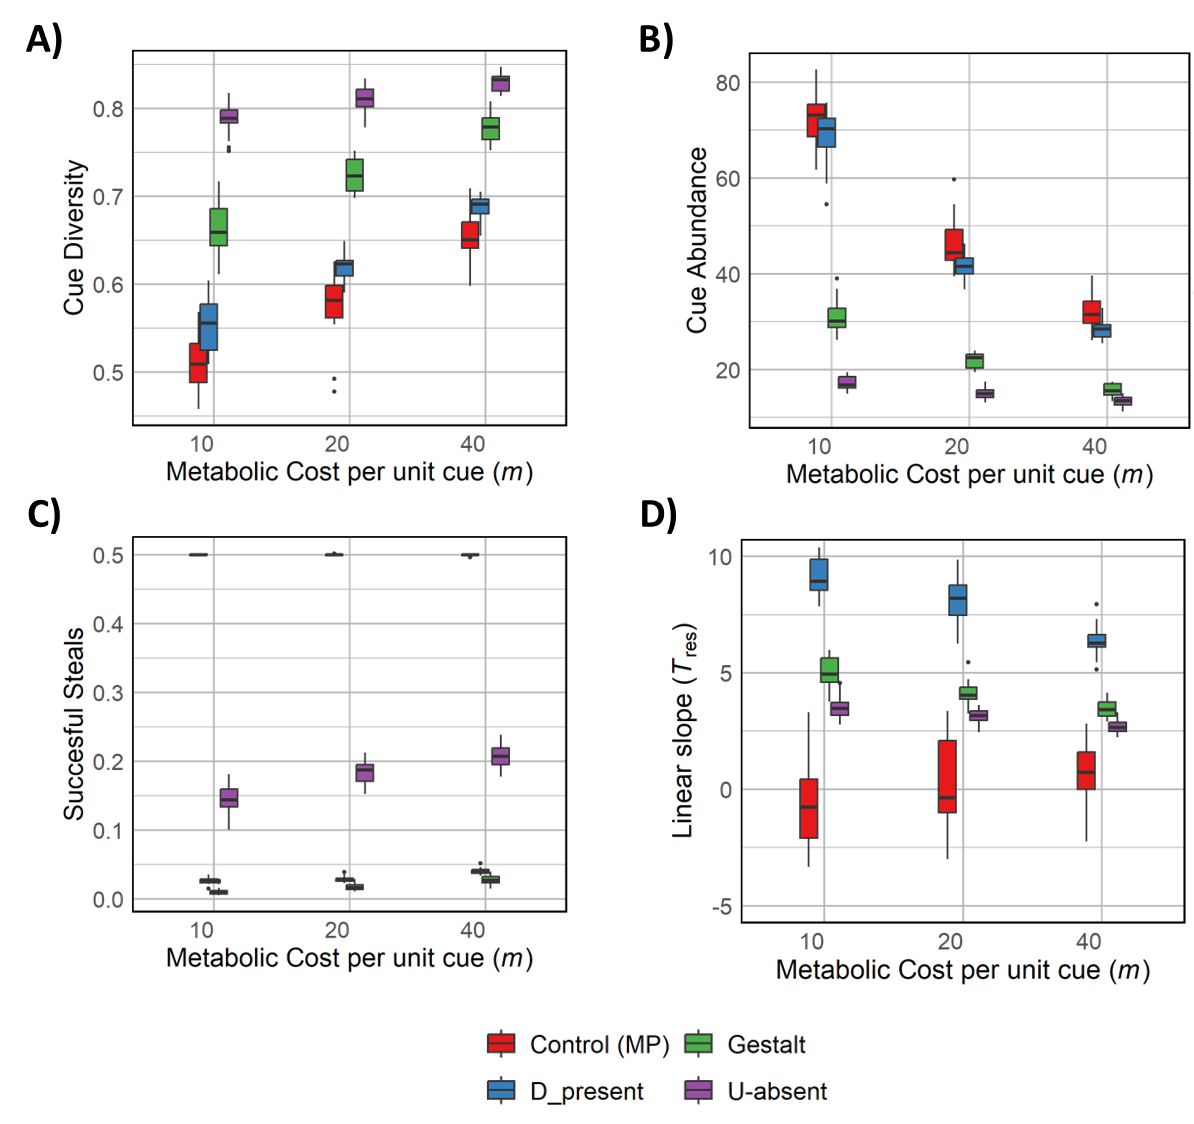 A)
0.8
0.7
0.6
0.5
Cue Diversity
10 20 40
Metabolic Cost per unit cue (m)
B)
80
60
40
20
Cue Abundance
10 20 40
Metabolic Cost per unit cue (m)
C)
0.5
0.4
0.3
0.2
0.1
0.0
Succesful Steals
10 20 40
Metabolic Cost per unit cue (m)
D)
10
5
0
-5
Linear slope (Tres)
10 20 40
Metabolic Cost per unit cue (m)
Control (MP) Gestalt
D_present U-absent